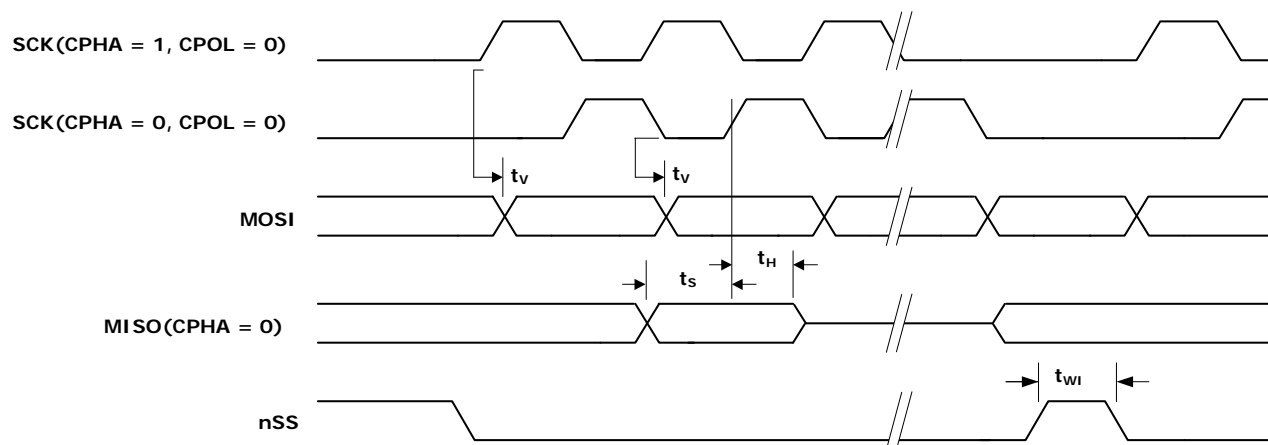 SCK(CPHA = 1, CPOL = 0)
SCK(CPHA = 0, CPOL = 0)
tV
tV
MOSI
tH
tS
MISO(CPHA = 0)
tWI
nSS